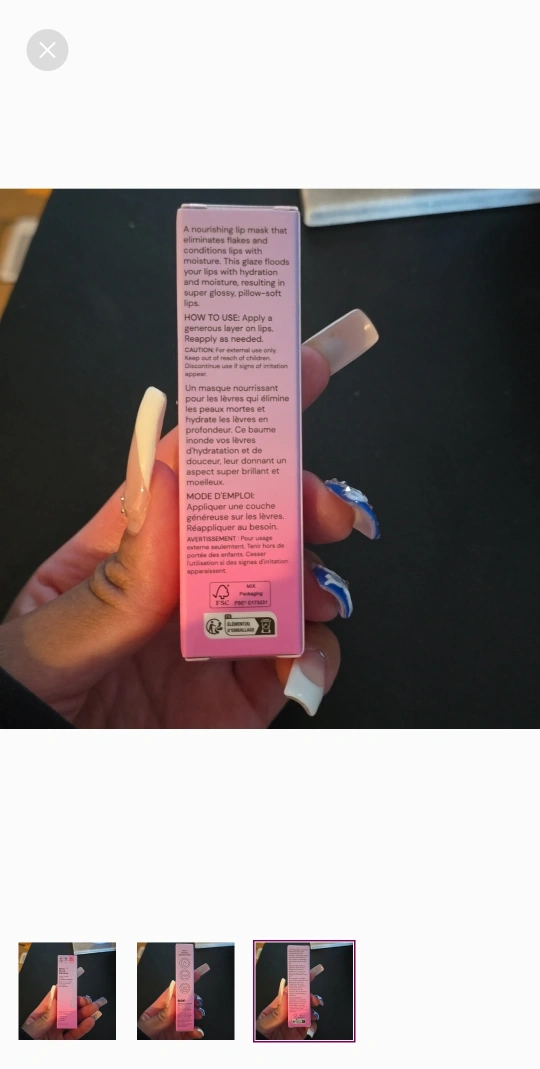 A nourishing lip mask that
eliminates flakes and
conditions lips with
moisture. This glaze floods
your lips with hydration
and moisture, resulting in
super glossy, pillow-soft
lips.
HOW TO USE: Apply a
generous layer on lips.
Reapply as needed.
CAUTION: For external use only.
Keep out of reach of children.
Discontinue use if signs of irritation
appear.
Un masque nourrissant
pour les lèvres qui élimine
les peaux mortes et
hydrate les lèvres en
profondeur. Ce baume
inonde vos lèvres
d'hydratation et de
douceur, leur donnant un
aspect super brillant et
moelleux.
MODE D'EMPLOI:
Appliquer une couche
généreuse sur les lèvres.
Réappliquer au besoin.
AVERTISSEMENT : Pour usage
externe seulement. Tenir hors de
portée des enfants. Cesser
l'utilisation si des signes d'irritation
apparaissent.
FSC
MIX
Packaging
ÉLÉMENT(S)
D'EMBALLAGE